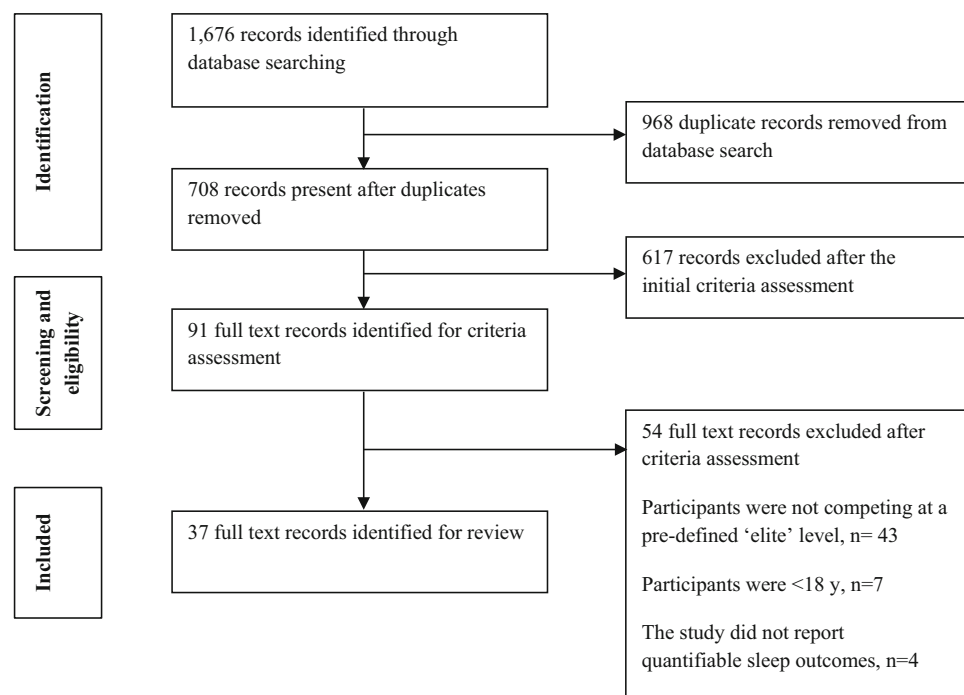 Identification
1,676 records identified through
database searching
968 duplicate records removed from
database search
708 records present after duplicates
removed
617 records excluded after the
initial criteria assessment
Screening and
eligibility
91 full text records identified for criteria
assessment
54 full text records excluded after
criteria assessment
Participants were not competing at a
pre-defined ‘elite’ level, n= 43
Participants were <18 y, n=7
The study did not report
quantifiable sleep outcomes, n=4
Included
37 full text records identified for review